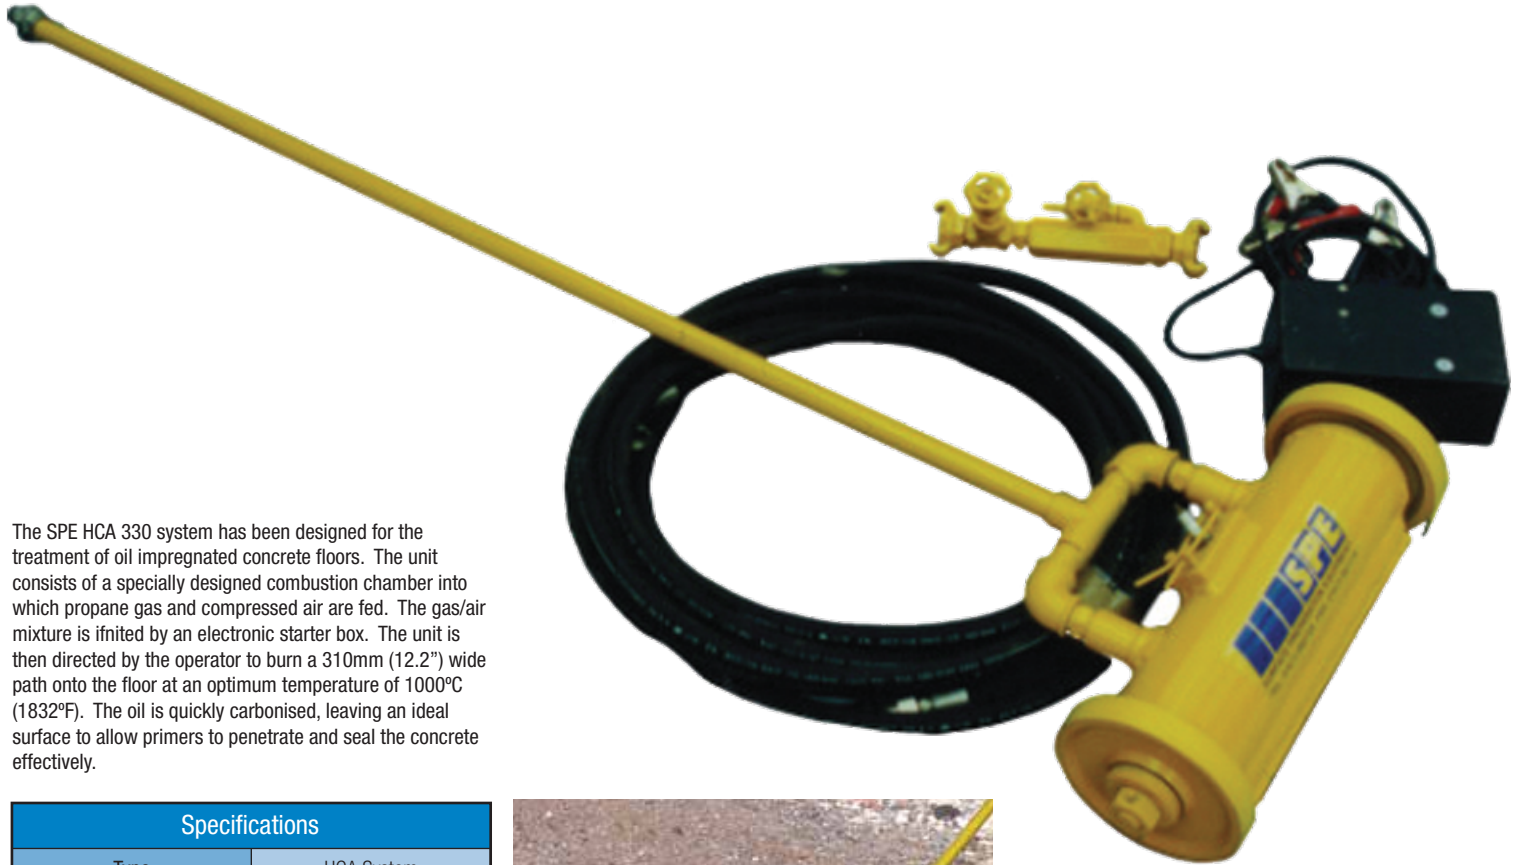 SPE
The SPE HCA 330 system has been designed for the
treatment of oil impregnated concrete floors. The unit
consists of a specially designed combustion chamber into
which propane gas and compressed air are fed. The gas/air
mixture is ifnited by an electronic starter box. The unit is
then directed by the operator to burn a 310mm (12.2”) wide
path onto the floor at an optimum temperature of 1000ºC
(1832ºF). The oil is quickly carbonised, leaving an ideal
surface to allow primers to penetrate and seal the concrete
effectively.
Specifications
Type HCA System